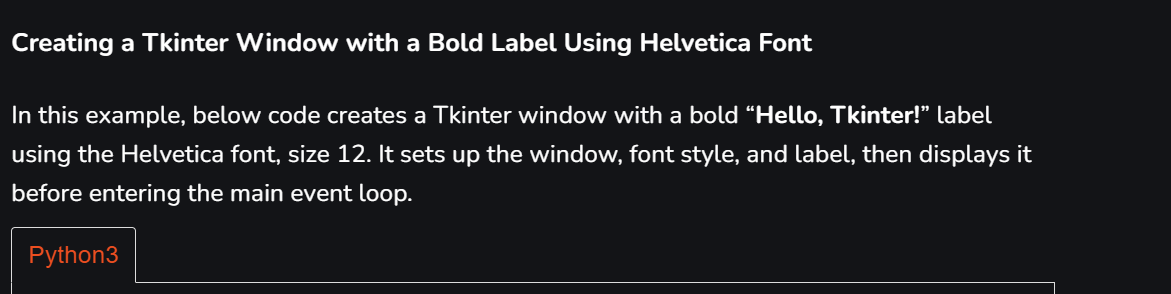 Creating a Tkinter Window with a Bold Label Using Helvetica Font
In this example, below code creates a Tkinter window with a bold “Hello, Tkinter!” label
using the Helvetica font, size 12. It sets up the window, font style, and label, then displays it
before entering the main event loop.
Python3